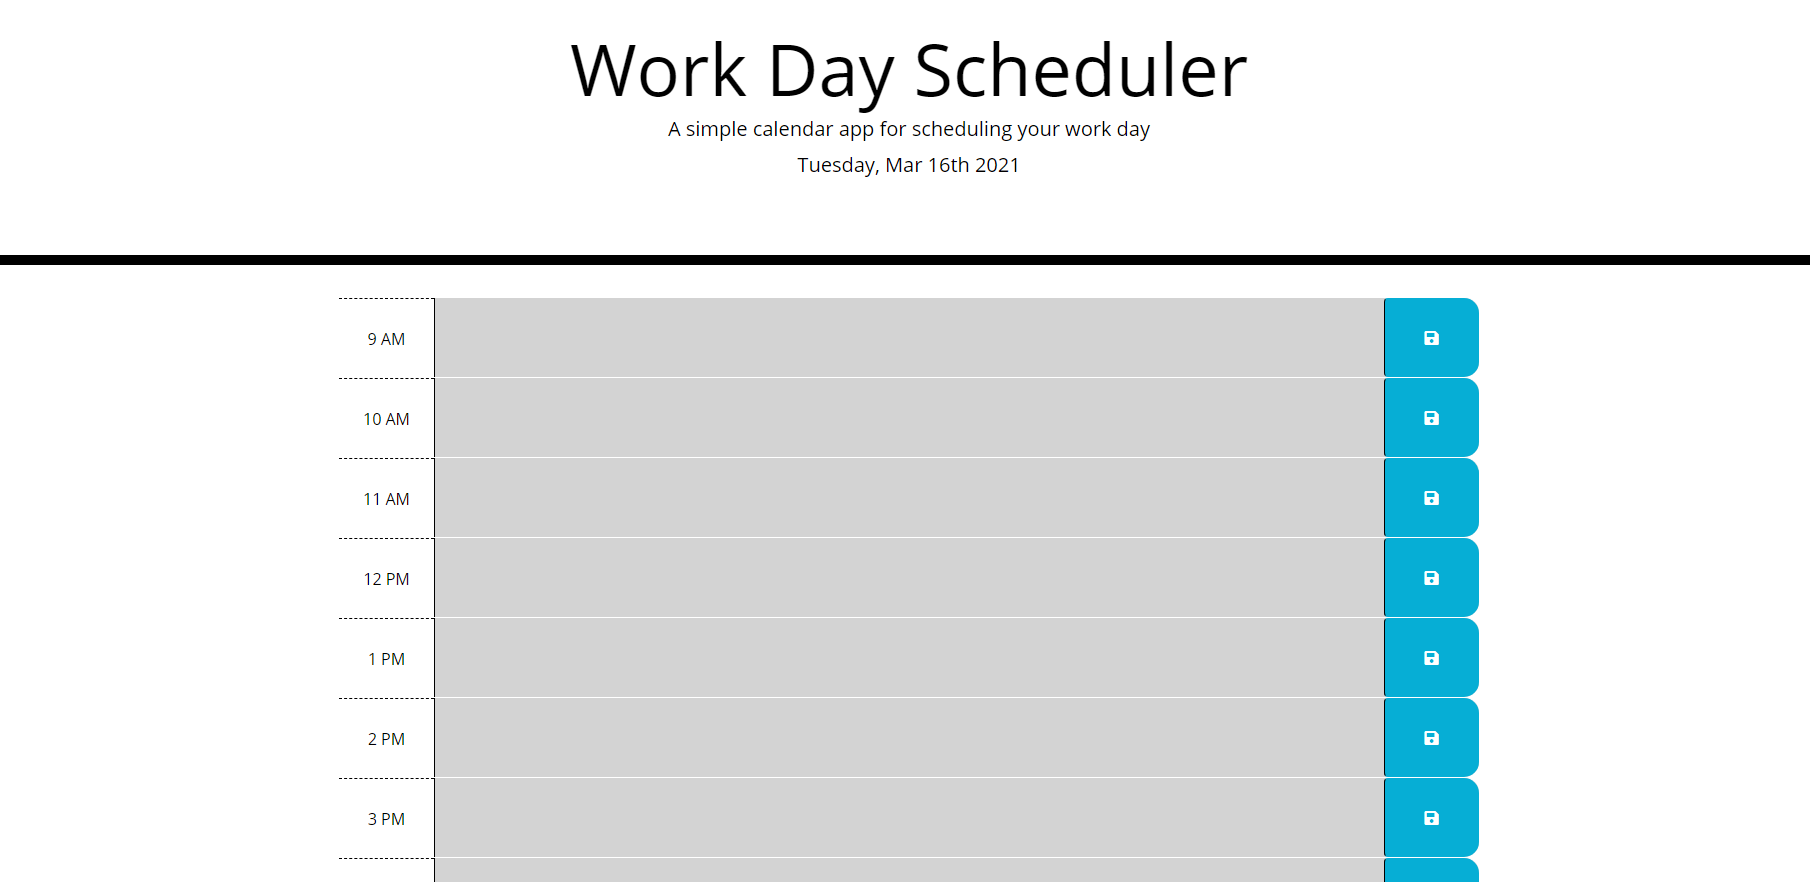 Work Day Scheduler
A simple calendar app for scheduling your work day
Tuesday, Mar 16th 2021
9 AM
10 AM
11 AM
12 PM
1 PM
2 PM
3 PM